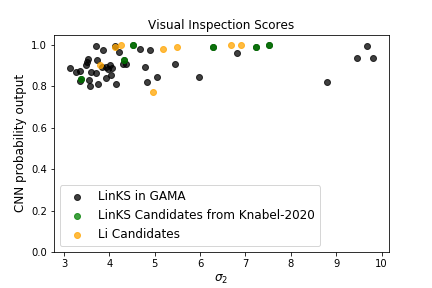 Visual Inspection Scores
1.0
0.8
0.6
0.4
0.2
0.0
CNN probability output
LinKS in GAMA
LinKS Candidates from Knabel-2020
Li Candidates
3 4 5 6 7 8 9 10
σ₂